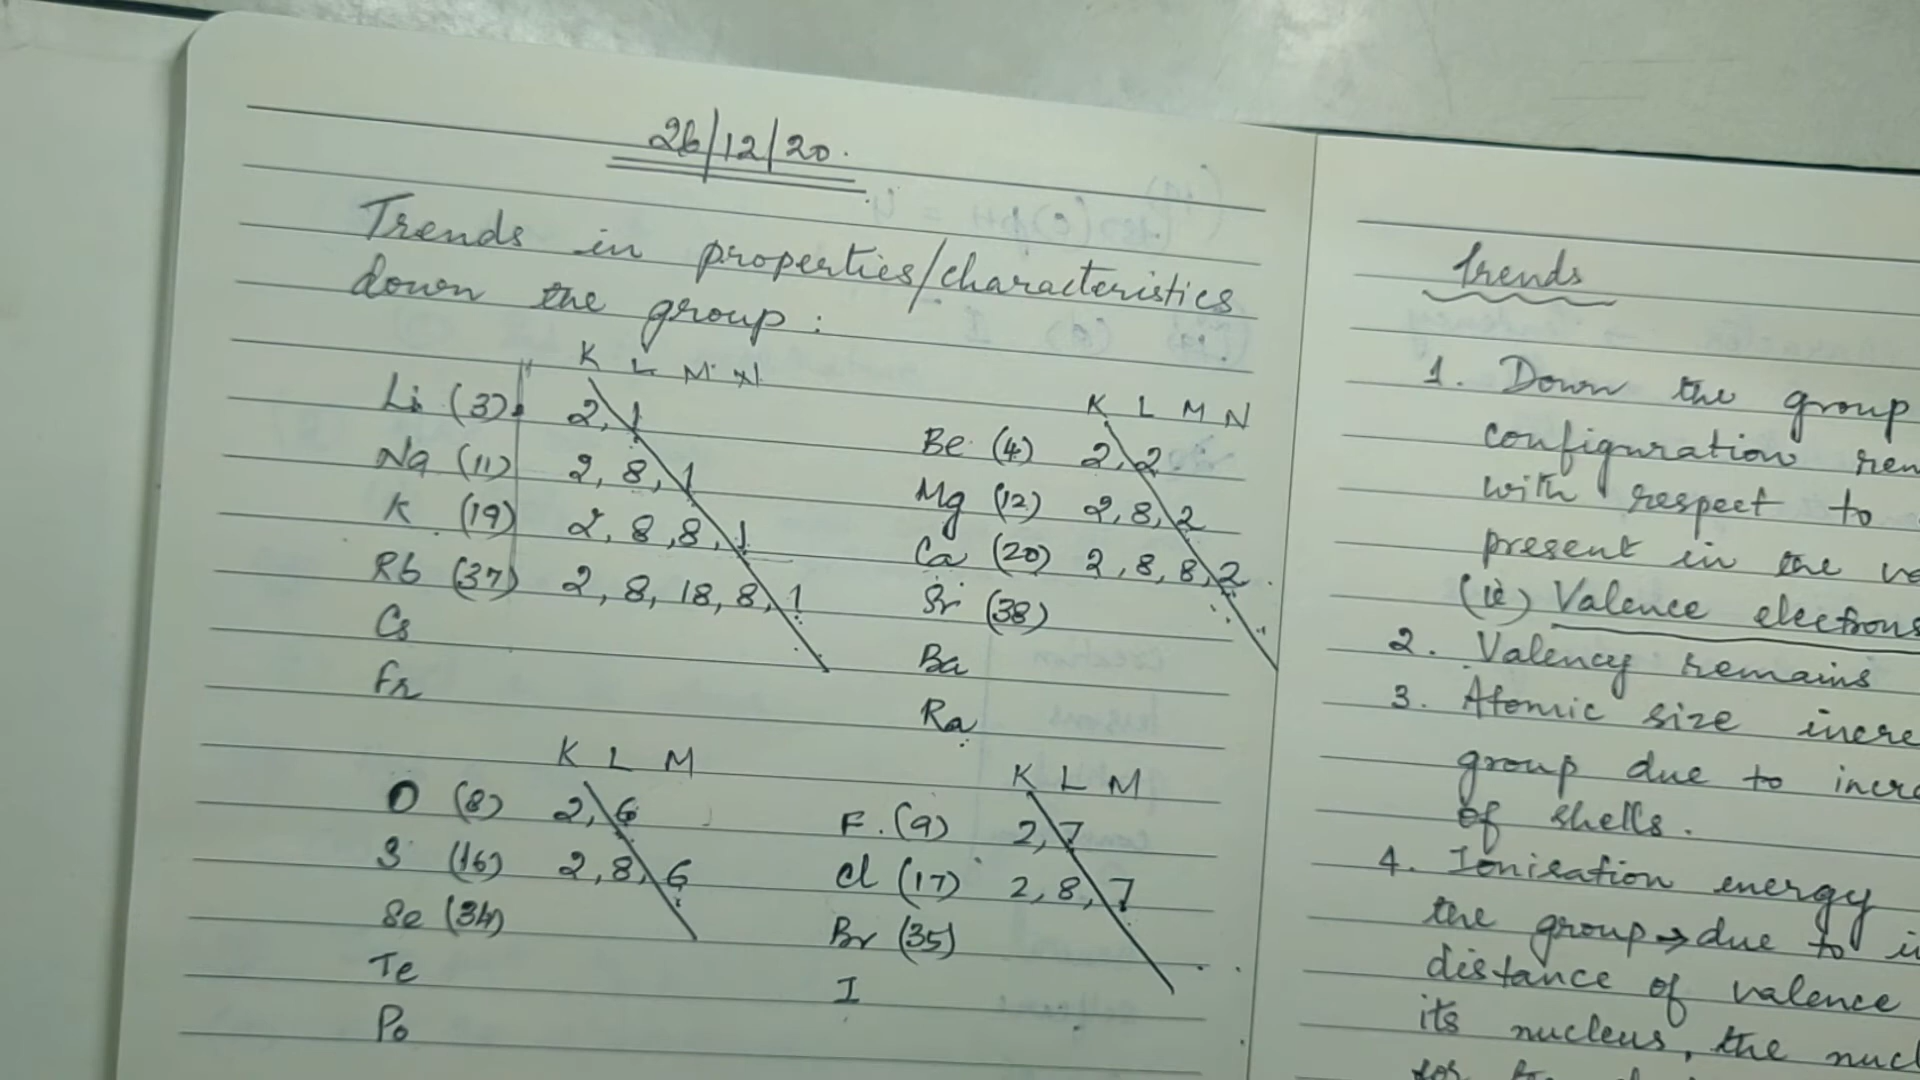 26/12/20.
Trends in properties/characteristics
down the group :
K L M N
Li (3) 2, 1
Na (11) 2, 8, 1
K (19) 2, 8, 8, 1
Rb (37) 2, 8, 18, 8, 1
Cs
Fr
K L M N
Be (4) 2, 2
Mg (12) 2, 8, 2
Ca (20) 2, 8, 8, 2
Sr (38)
Ba
Ra
K L M
O (8) 2, 6
S (16) 2, 8, 6
Se (34)
Te
Po
K L M
F (9) 2, 7
Cl (17) 2, 8, 7
Br (35)
I
Trends
1. Down the group
configuration
with respect to
present in the
(ie) Valence electrons
2. Valency remains
3. Atomic size
group due to
of shells.
4. Ionisation energy
the group → due to
distance of valence
its nucleus, the
for